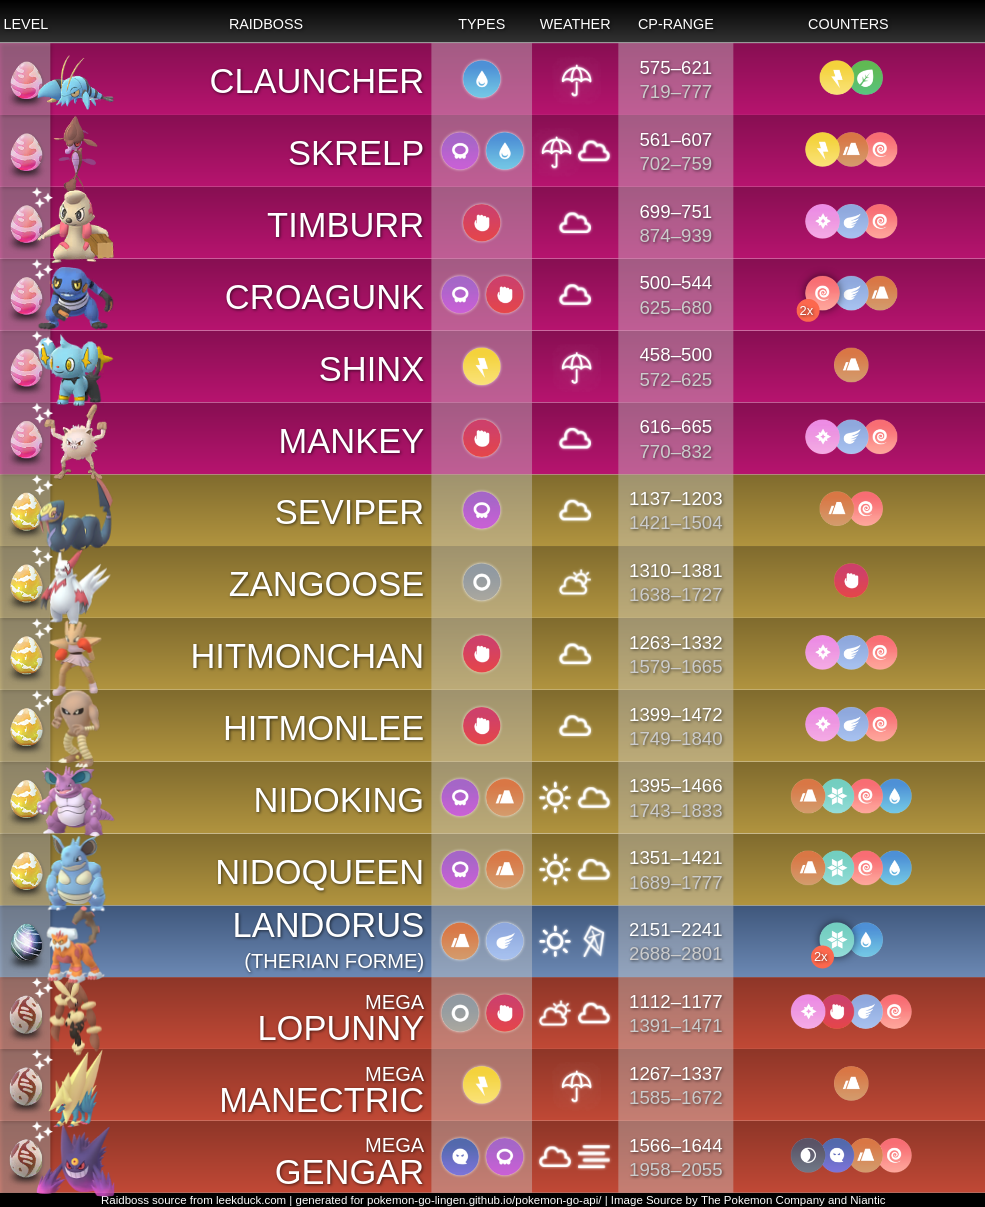 LEVEL RAIDBOSS TYPES WEATHER CP-RANGE COUNTERS
CLAUNCHER 575–621
719–777
SKRELP 561–607
702–759
TIMBURR 699–751
874–939
CROAGUNK 500–544
625–680
2x
SHINX 458–500
572–625
MANKEY 616–665
770–832
SEVIPER 1137–1203
1421–1504
ZANGOOSE 1310–1381
1638–1727
HITMONCHAN 1263–1332
1579–1665
HITMONLEE 1399–1472
1749–1840
NIDOKING 1395–1466
1743–1833
NIDOQUEEN 1351–1421
1689–1777
LANDORUS 2151–2241
(THERIAN FORME) 2688–2801
2x
MEGA 1112–1177
LOPUNNY 1391–1471
MEGA 1267–1337
MANECTRIC 1585–1672
MEGA 1566–1644
GENGAR 1958–2055
Raidboss source from leekduck.com | generated for pokemon-go-lingen.github.io/pokemon-go-api/ | Image Source by The Pokemon Company and Niantic